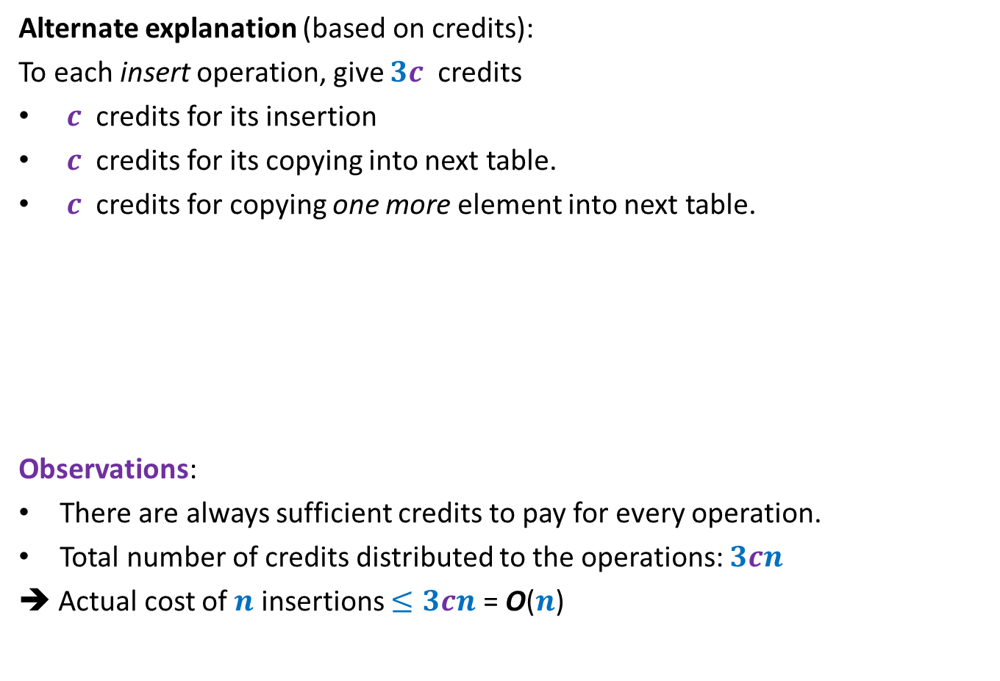 Alternate explanation (based on credits):
To each insert operation, give 3c credits
• c credits for its insertion
• c credits for its copying into next table.
• c credits for copying one more element into next table.
Observations:
• There are always sufficient credits to pay for every operation.
• Total number of credits distributed to the operations: 3cn
➔ Actual cost of n insertions ≤ 3cn = O(n)